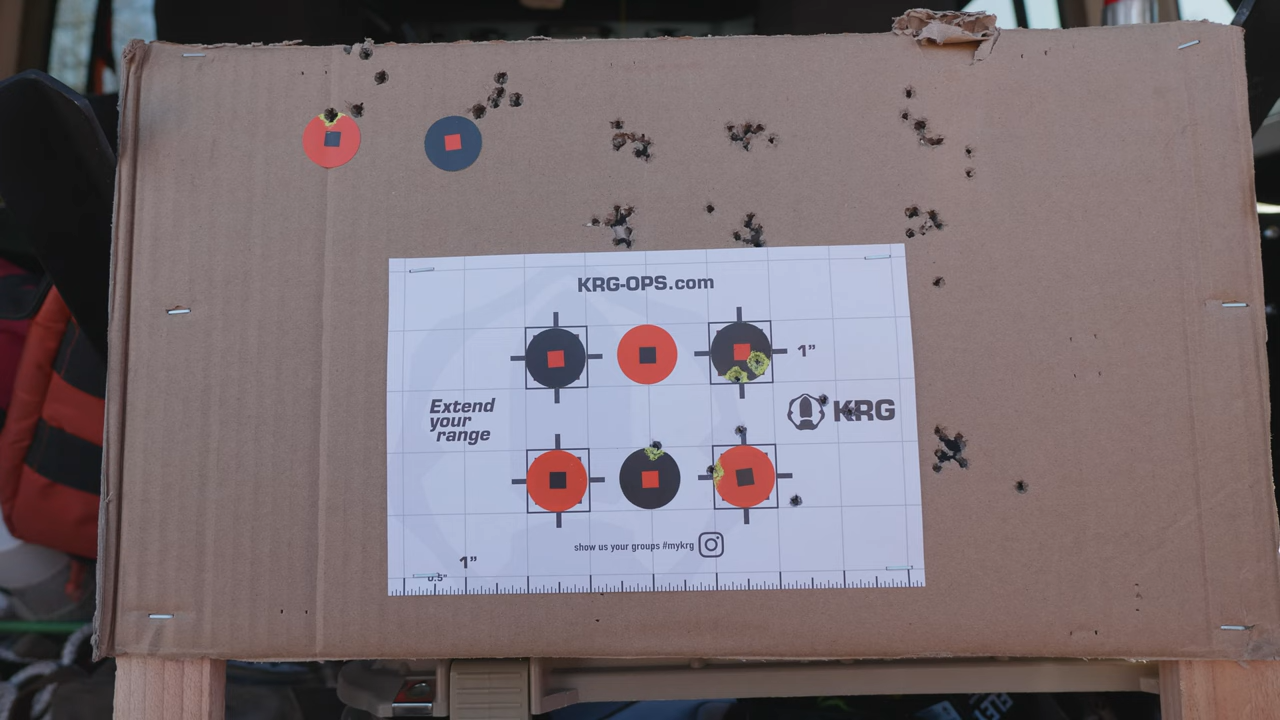 KRG-OPS.com
1”
Extend
your
range
KRG
show us your groups #mykrg
1”
0.5"